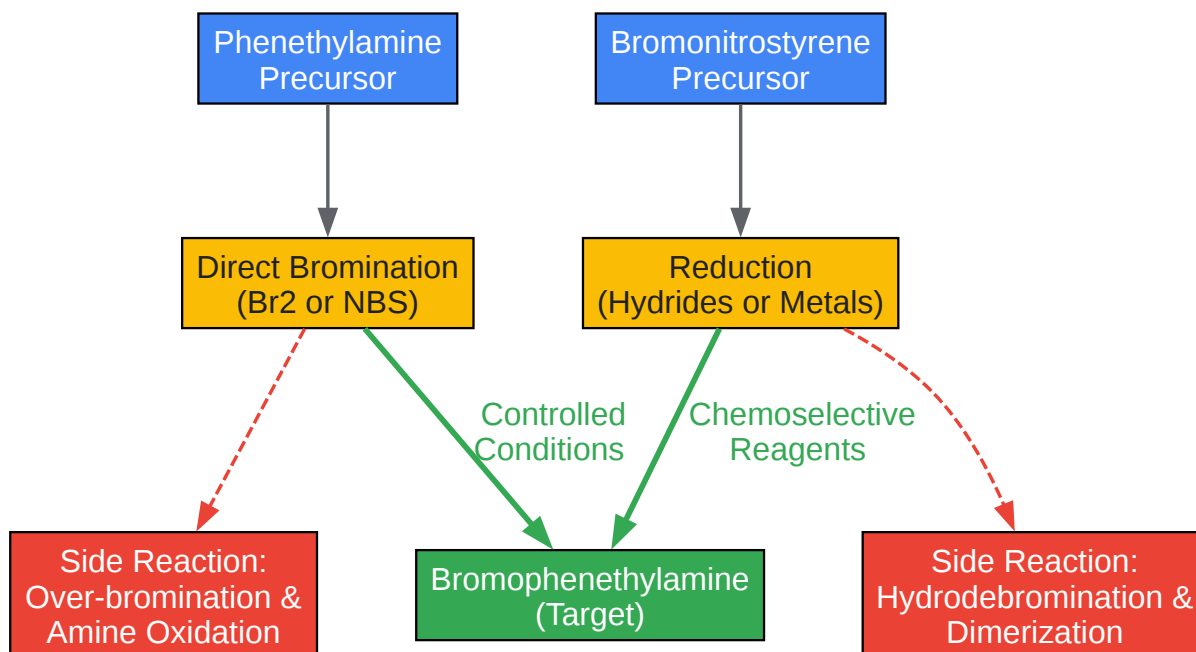 Phenethylamine
Precursor
Bromonitrostyrene
Precursor
Direct Bromination
(Br2 or NBS)
Reduction
(Hydrides or Metals)
Controlled
Conditions
Chemoselective
Reagents
Side Reaction:
Over-bromination &
Amine Oxidation
Bromophenethylamine
(Target)
Side Reaction:
Hydrodebromination &
Dimerization